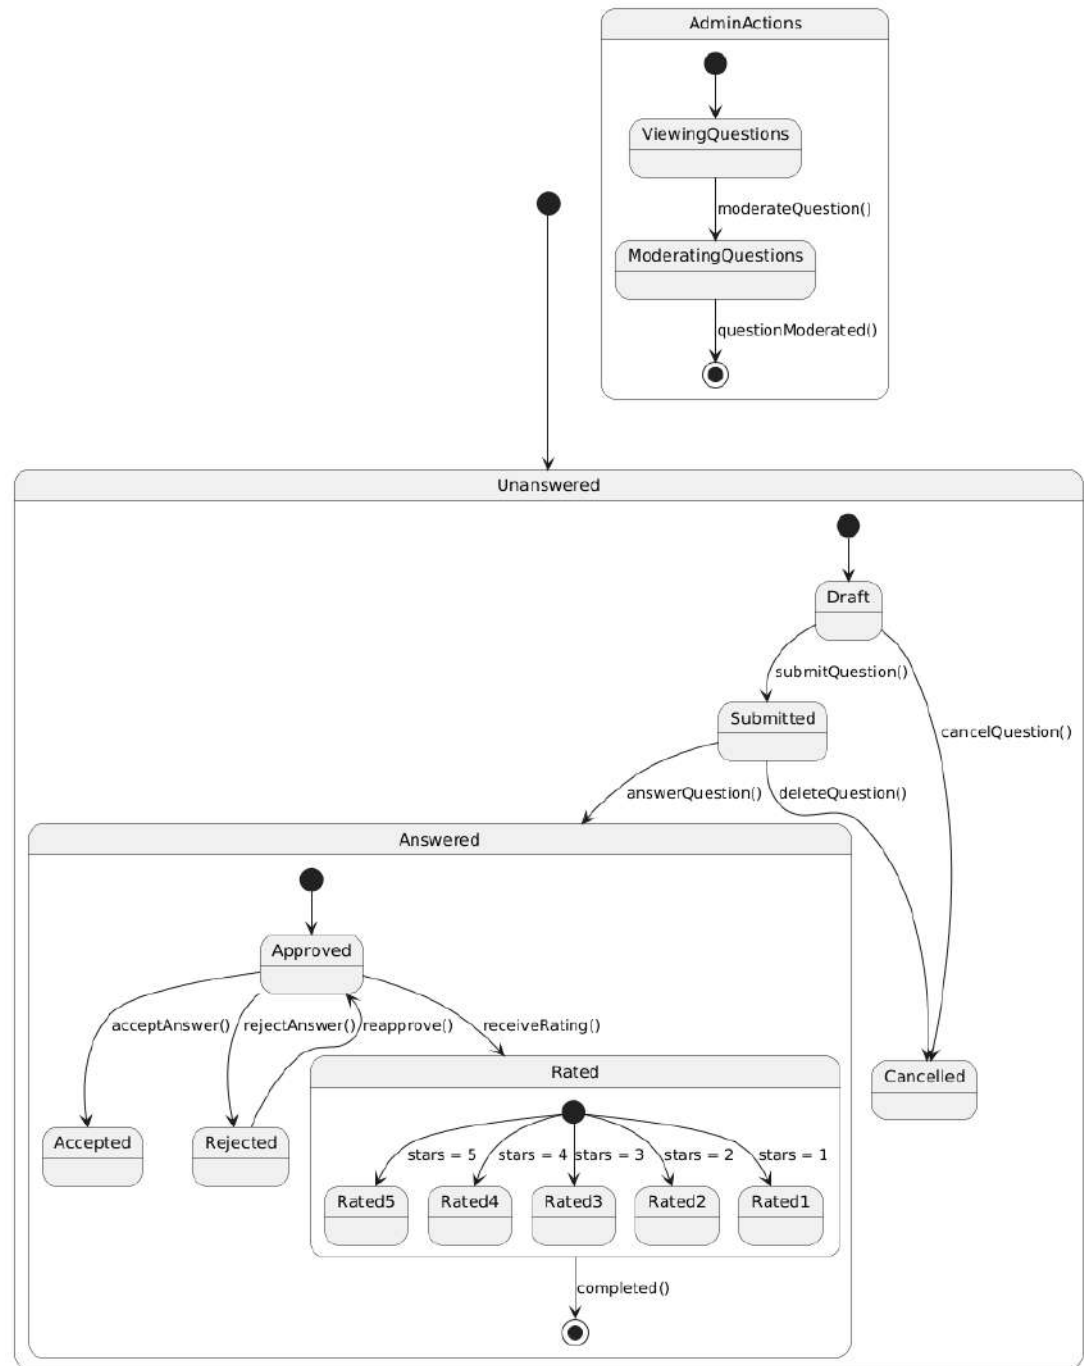 AdminActions
ViewingQuestions
moderateQuestion()
ModeratingQuestions
questionModerated()
Unanswered
Draft
submitQuestion()
Submitted
cancelQuestion()
answerQuestion()
deleteQuestion()
Answered
Approved
acceptAnswer()
rejectAnswer()
reapprove()
receiveRating()
Rated
Cancelled
Accepted
Rejected
stars = 5
stars = 4
stars = 3
stars = 2
stars = 1
Rated5
Rated4
Rated3
Rated2
Rated1
completed()